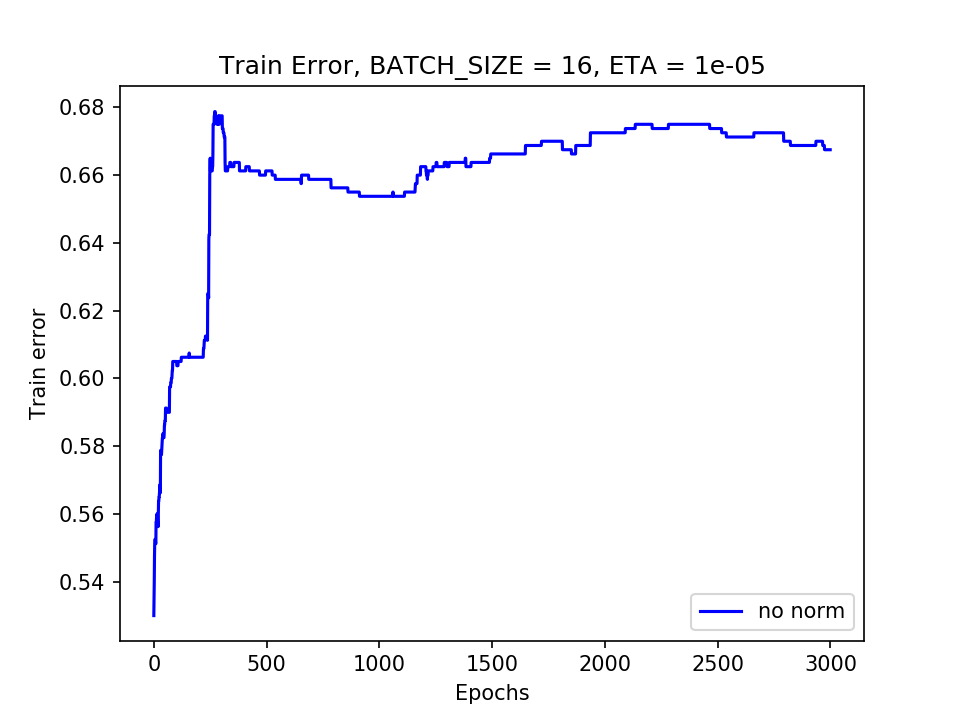 Train Error, BATCH_SIZE = 16, ETA = 1e-05
Train error
0.68
0.66
0.64
0.62
0.60
0.58
0.56
0.54
no norm
0 500 1000 1500 2000 2500 3000
Epochs